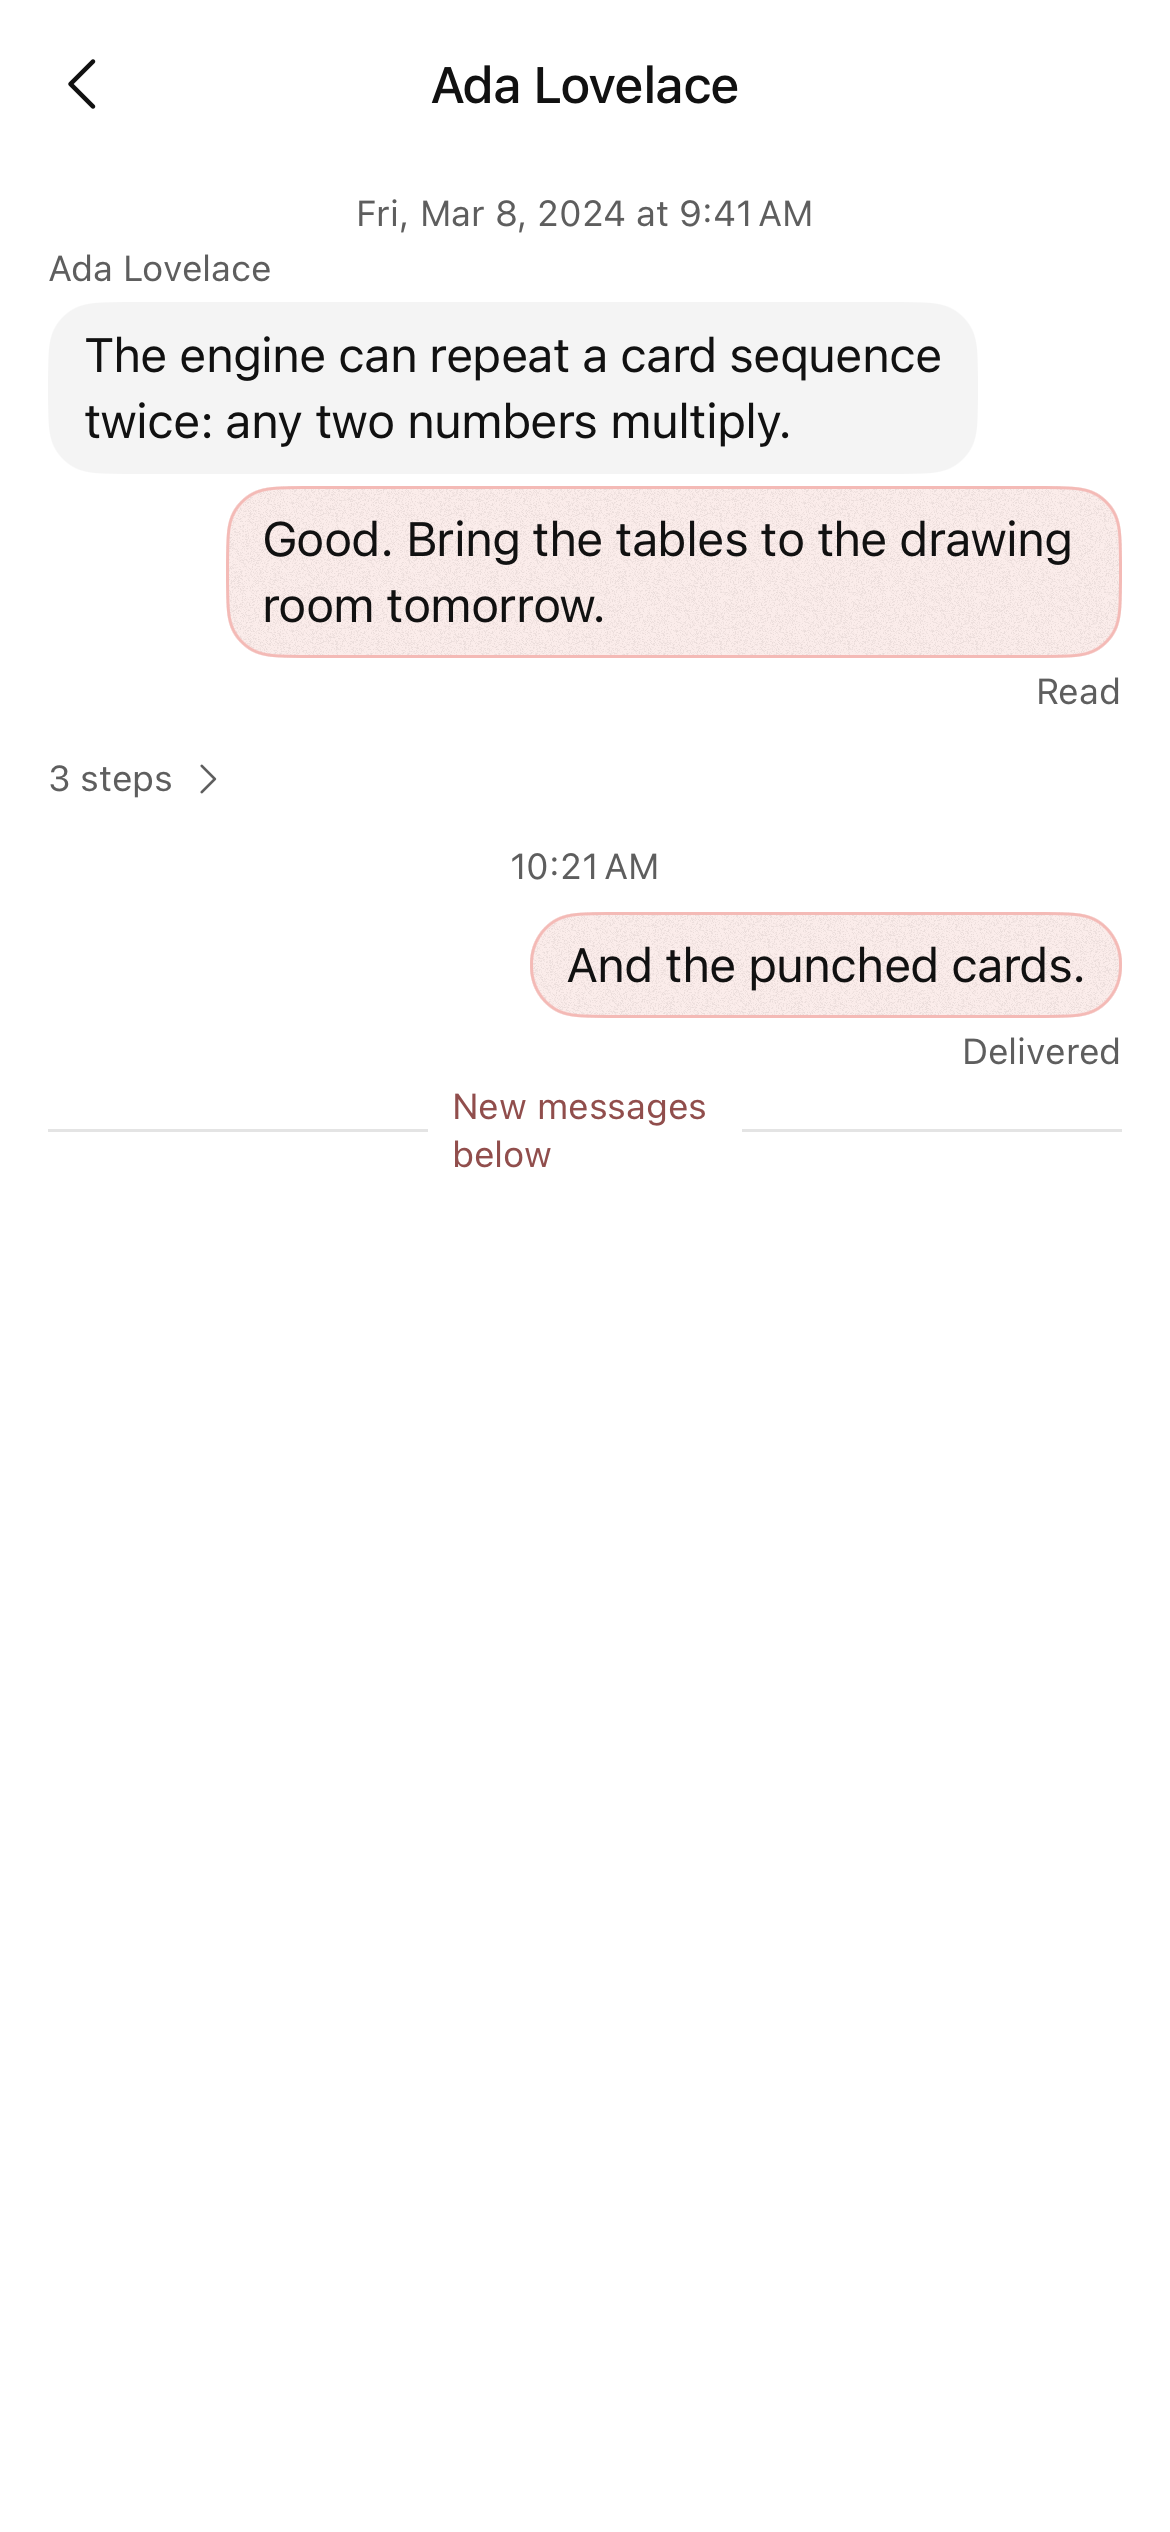 Ada Lovelace
Fri, Mar 8, 2024 at 9:41 AM
Ada Lovelace
The engine can repeat a card sequence
twice: any two numbers multiply.
Good. Bring the tables to the drawing
room tomorrow.
Read
3 steps
10:21 AM
And the punched cards.
Delivered
New messages
below